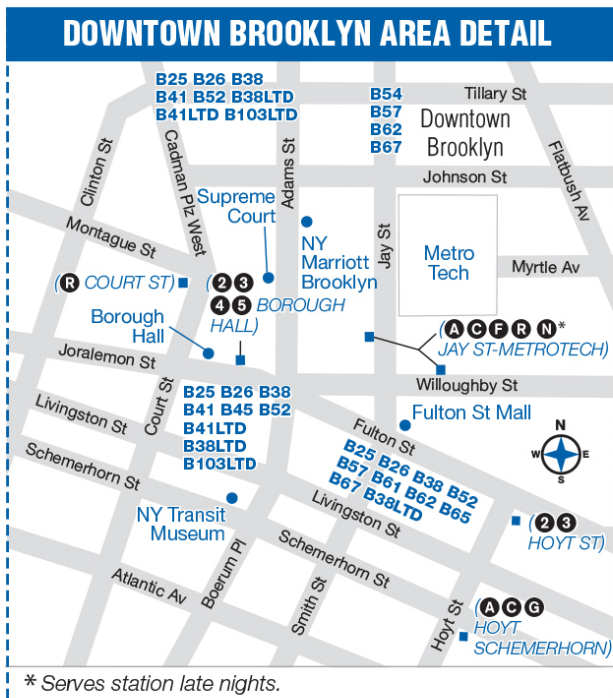 DOWNTOWN BROOKLYN AREA DETAIL
B25 B26 B38
B41 B52 B38LTD
B41LTD B103LTD
B54
B57
B62
B67
Tillary St
Downtown
Brooklyn
Clinton St
Cadman Plz West
Adams St
Flatbush Av
Johnson St
Supreme
Court
Montague St
NY
Marriott
Brooklyn
Jay St
Metro
Tech
Myrtle Av
(R COURT ST)
(2 3
4 5 BOROUGH
HALL)
Borough
Hall
(A C F R N*
JAY ST-METROTECH)
Joralemon St
Willoughby St
Court St
B25 B26 B38
B41 B45 B52
B41LTD
B38LTD
B103LTD
Fulton St Mall
Livingston St
Fulton St
N
W E
S
B25 B26 B38 B52
B57 B61 B62 B65
B67 B38LTD
Schemerhorn St
NY Transit
Museum
Livingston St
(2 3
HOYT ST)
Schemerhorn St
Boerum Pl
Atlantic Av
Smith St
Hoyt St
(A C G
HOYT
SCHEMERHORN)
* Serves station late nights.